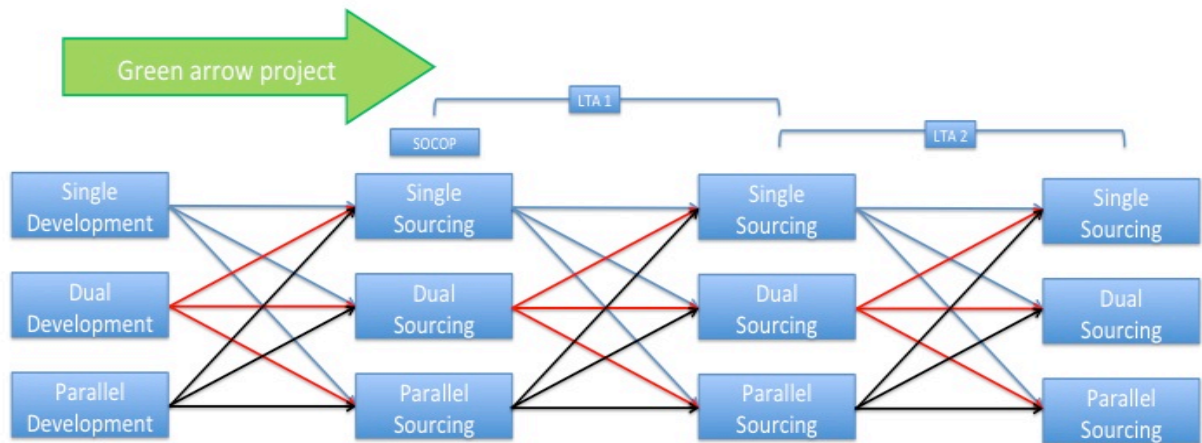 Green arrow project
LTA 1
SOCOP
LTA 2
Single
Development
Single
Sourcing
Single
Sourcing
Single
Sourcing
Dual
Development
Dual
Sourcing
Dual
Sourcing
Dual
Sourcing
Parallel
Development
Parallel
Sourcing
Parallel
Sourcing
Parallel
Sourcing